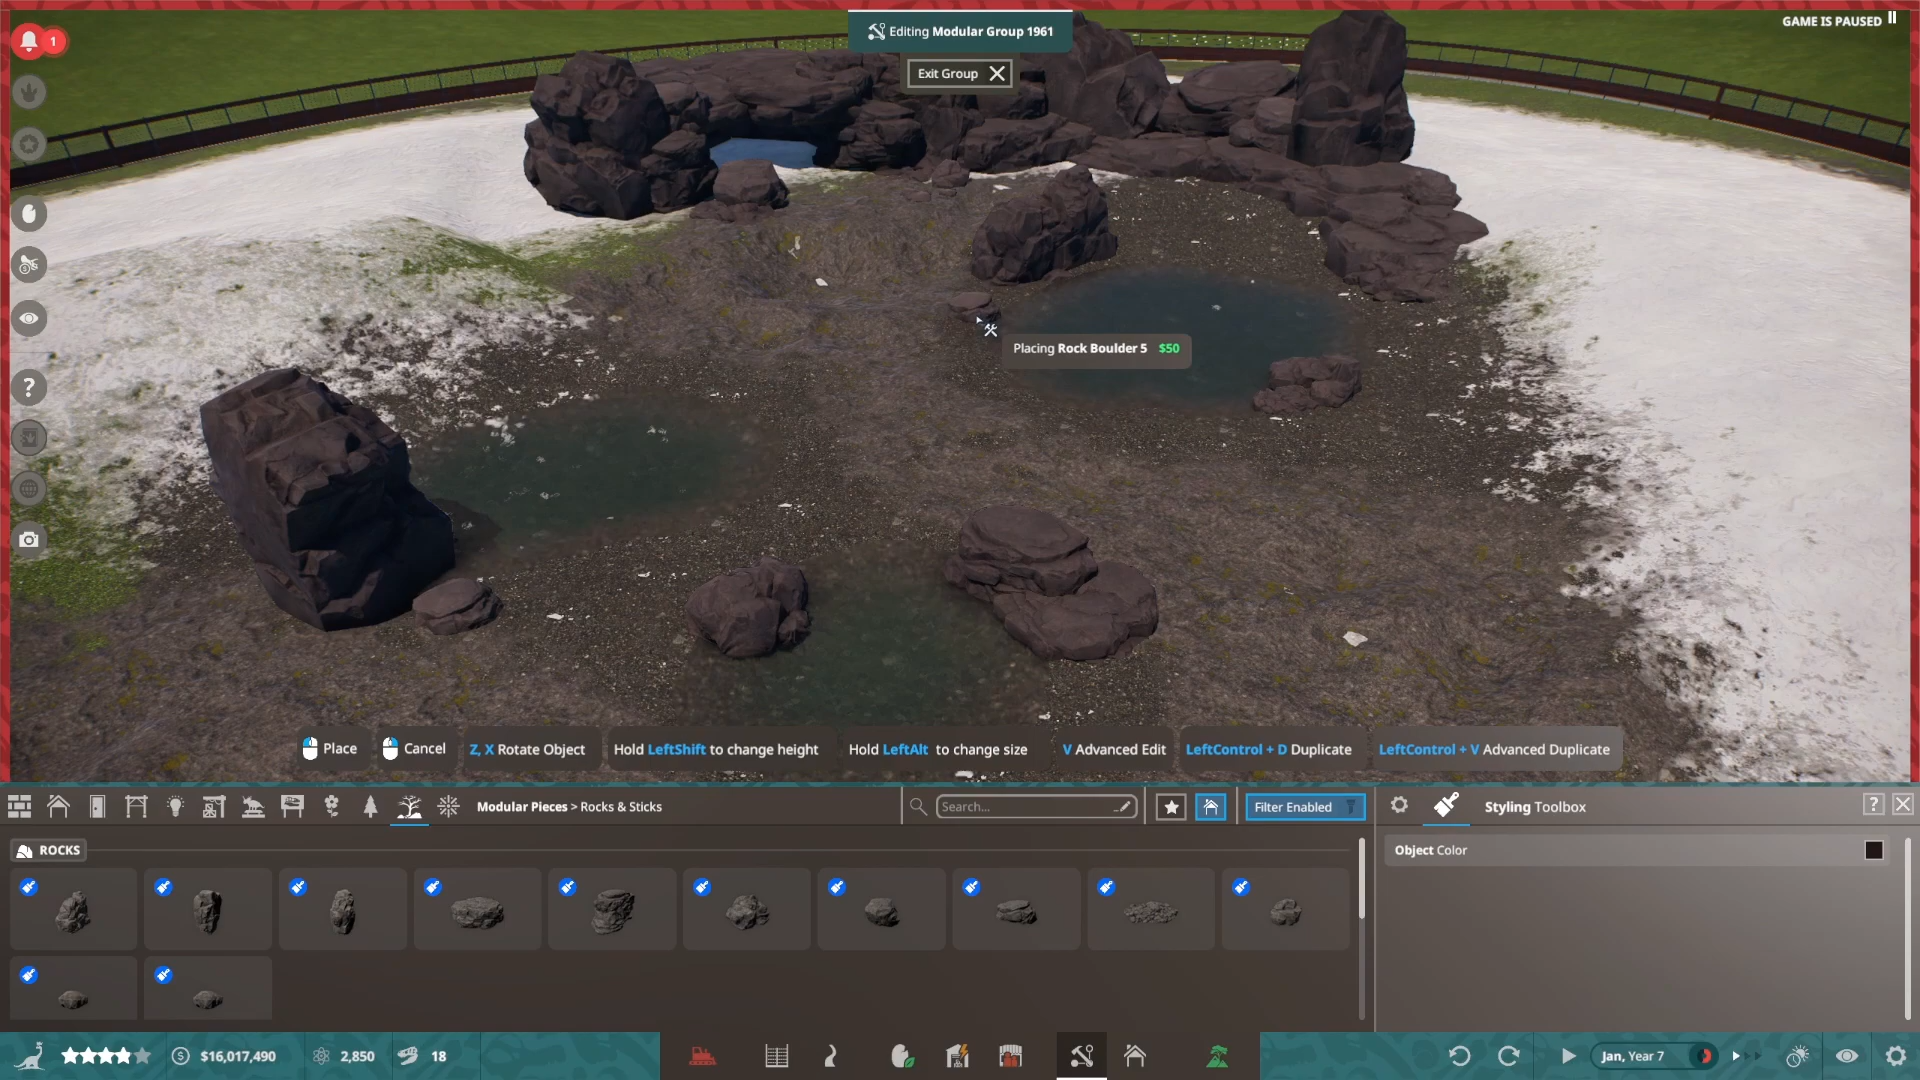 Editing Modular Group 1961
Exit Group
GAME IS PAUSED
1
?
Placing Rock Boulder 5 $50
Place
Cancel
Z, X Rotate Object
Hold LeftShift to change height
Hold LeftAlt to change size
V Advanced Edit
LeftControl + D Duplicate
LeftControl + V Advanced Duplicate
Modular Pieces > Rocks & Sticks
Search...
Filter Enabled
Styling Toolbox
?
ROCKS
Object Color
$16,017,490
2,850
18
Jan, Year 7